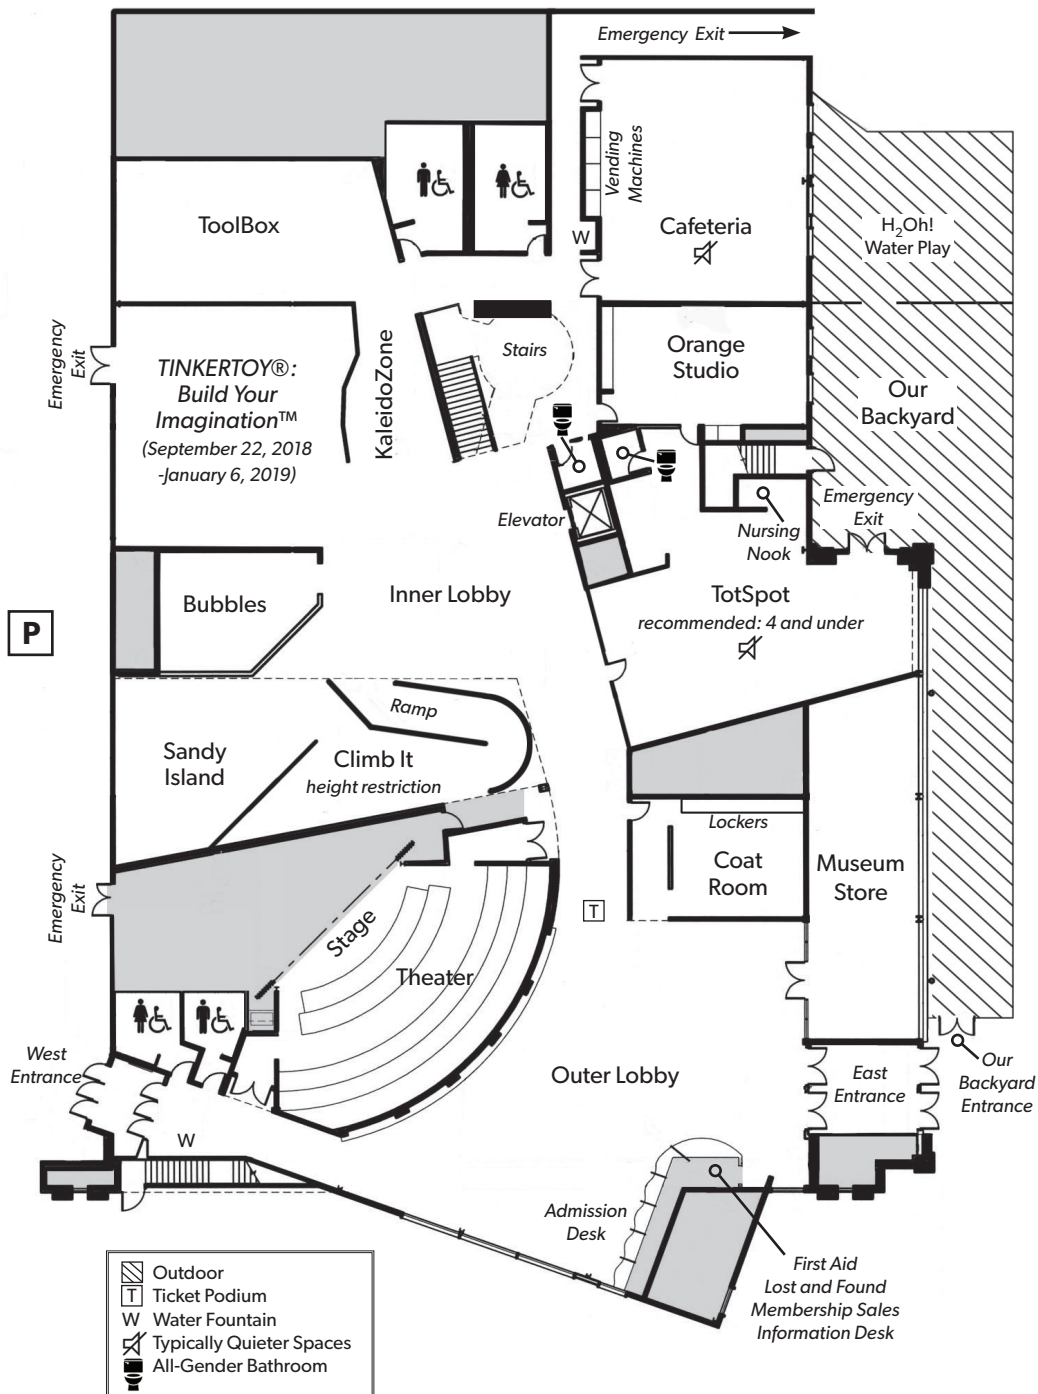 Emergency Exit
Vending
Machines
ToolBox
W
Cafeteria
H2Oh!
Water Play
Emergency
Exit
TINKERTOY®:
Build Your
Imagination™
(September 22, 2018
-January 6, 2019)
KaleidoZone
Stairs
Orange
Studio
Our
Backyard
Elevator
Nursing
Nook
Emergency
Exit
P
Bubbles
Inner Lobby
TotSpot
recommended: 4 and under
Ramp
Sandy
Island
Climb It
height restriction
Lockers
Coat
Room
Museum
Store
Emergency
Exit
T
Stage
Theater
West
Entrance
Outer Lobby
East
Entrance
Our
Backyard
Entrance
W
Admission
Desk
First Aid
Lost and Found
Membership Sales
Information Desk
Outdoor
T Ticket Podium
W Water Fountain
Typically Quieter Spaces
All-Gender Bathroom